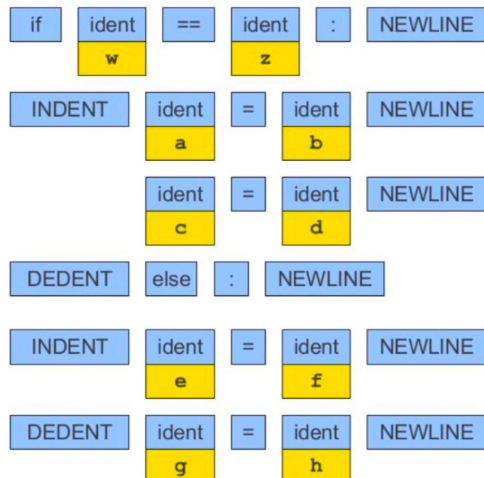 if ident == ident : NEWLINE
w z
INDENT ident = ident NEWLINE
a b
ident = ident NEWLINE
c d
DEDENT else : NEWLINE
INDENT ident = ident NEWLINE
e f
DEDENT ident = ident NEWLINE
g h